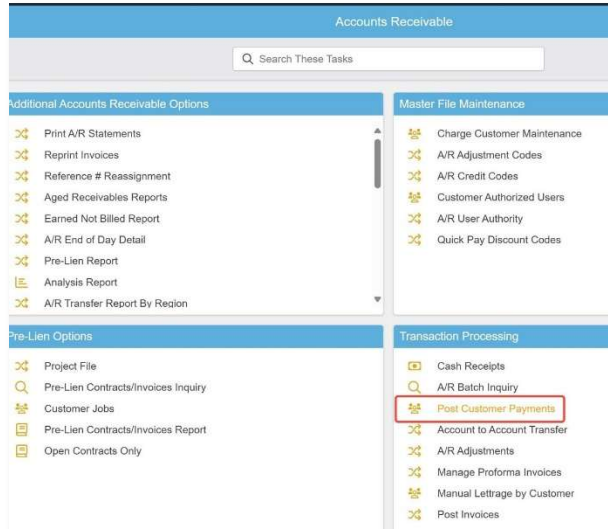 Accounts Receivable
Search These Tasks
Additional Accounts Receivable Options
Print A/R Statements
Reprint Invoices
Reference # Reassignment
Aged Receivables Reports
Earned Not Billed Report
A/R End of Day Detail
Pre-Lien Report
Analysis Report
A/R Transfer Report By Region
Master File Maintenance
Charge Customer Maintenance
A/R Adjustment Codes
A/R Credit Codes
Customer Authorized Users
A/R User Authority
Quick Pay Discount Codes
Pre-Lien Options
Project File
Pre-Lien Contracts/Invoices Inquiry
Customer Jobs
Pre-Lien Contracts/Invoices Report
Open Contracts Only
Transaction Processing
Cash Receipts
A/R Batch Inquiry
Post Customer Payments
Account to Account Transfer
A/R Adjustments
Manage Proforma Invoices
Manual Lettrage by Customer
Post Invoices